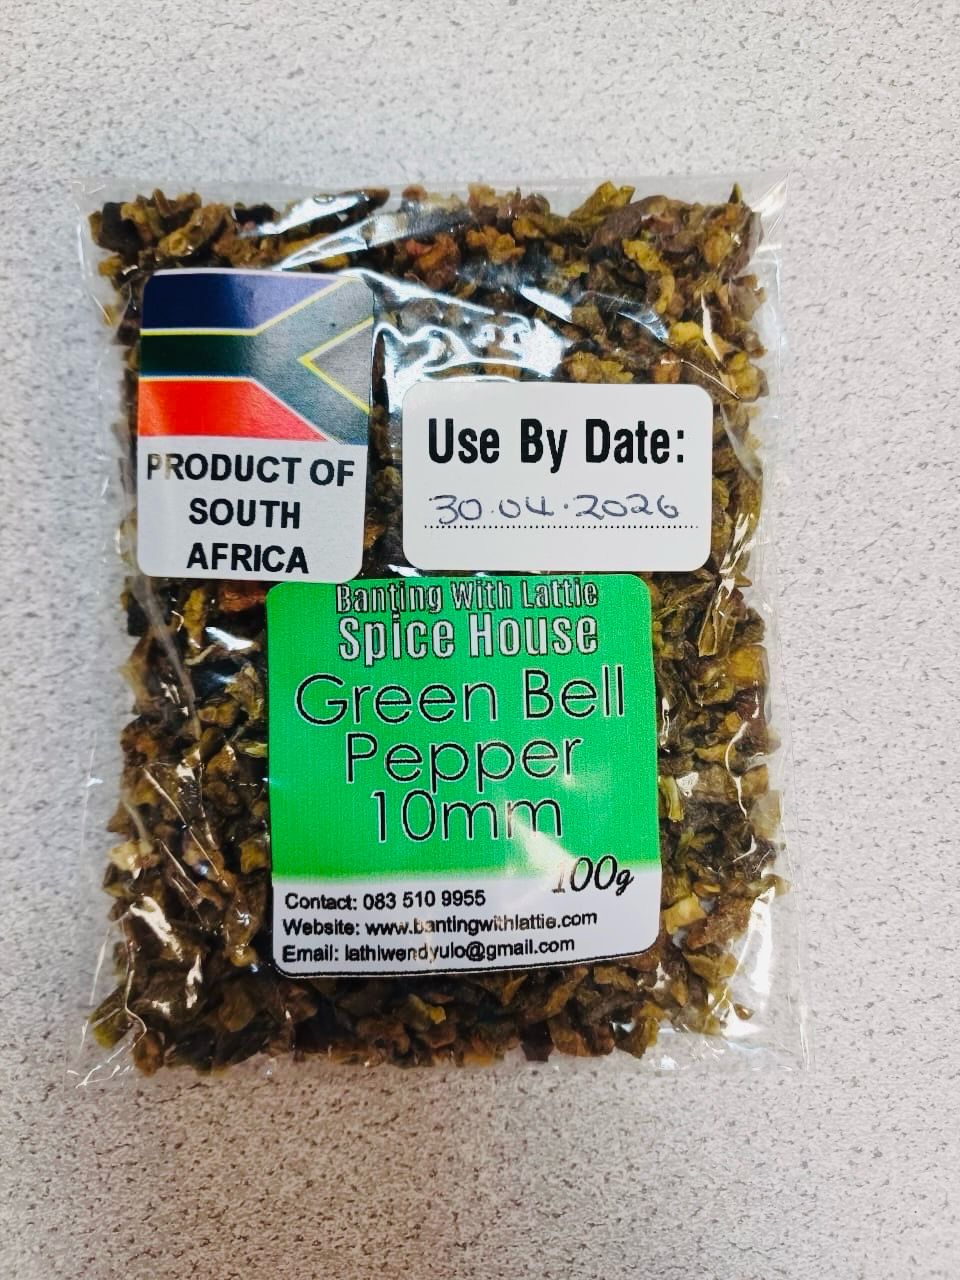 PRODUCT OF
SOUTH
AFRICA
Use By Date:
30.04.2026
Banting With Lattie
Spice House
Green Bell
Pepper
10mm
100g
Contact: 083 510 9955
Website: www.bantingwithlattie.com
Email: lathiwendyulo@gmail.com